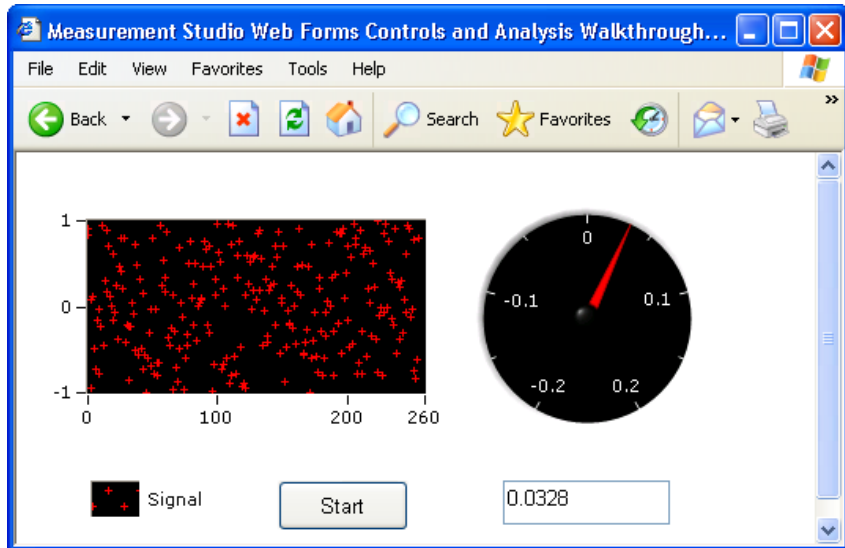 Measurement Studio Web Forms Controls and Analysis Walkthrough...
File Edit View Favorites Tools Help
Back Search Favorites »
1
0
-1
0 100 200 260
0
-0.1 0.1
-0.2 0.2
Signal Start 0.0328